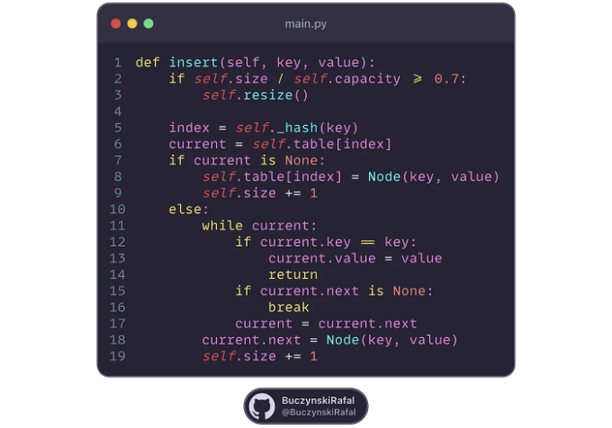 main.py
1 def insert(self, key, value):
2     if self.size / self.capacity >= 0.7:
3         self.resize()
4
5     index = self._hash(key)
6     current = self.table[index]
7     if current is None:
8         self.table[index] = Node(key, value)
9         self.size += 1
10     else:
11         while current:
12             if current.key == key:
13                 current.value = value
14                 return
15             if current.next is None:
16                 break
17             current = current.next
18         current.next = Node(key, value)
19         self.size += 1
BuczynskiRafal
@BuczynskiRafal